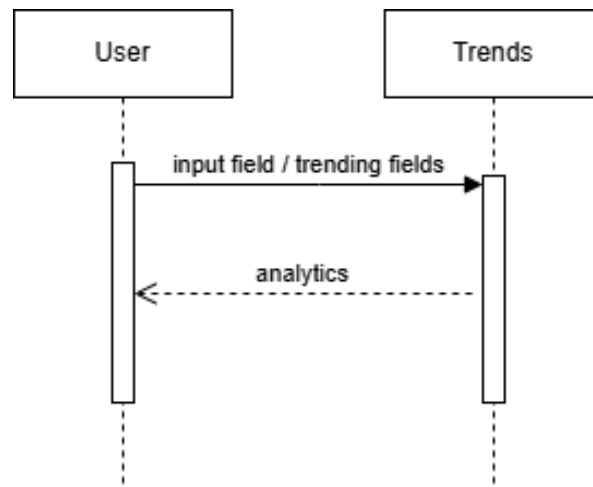 User
Trends
input field / trending fields
analytics